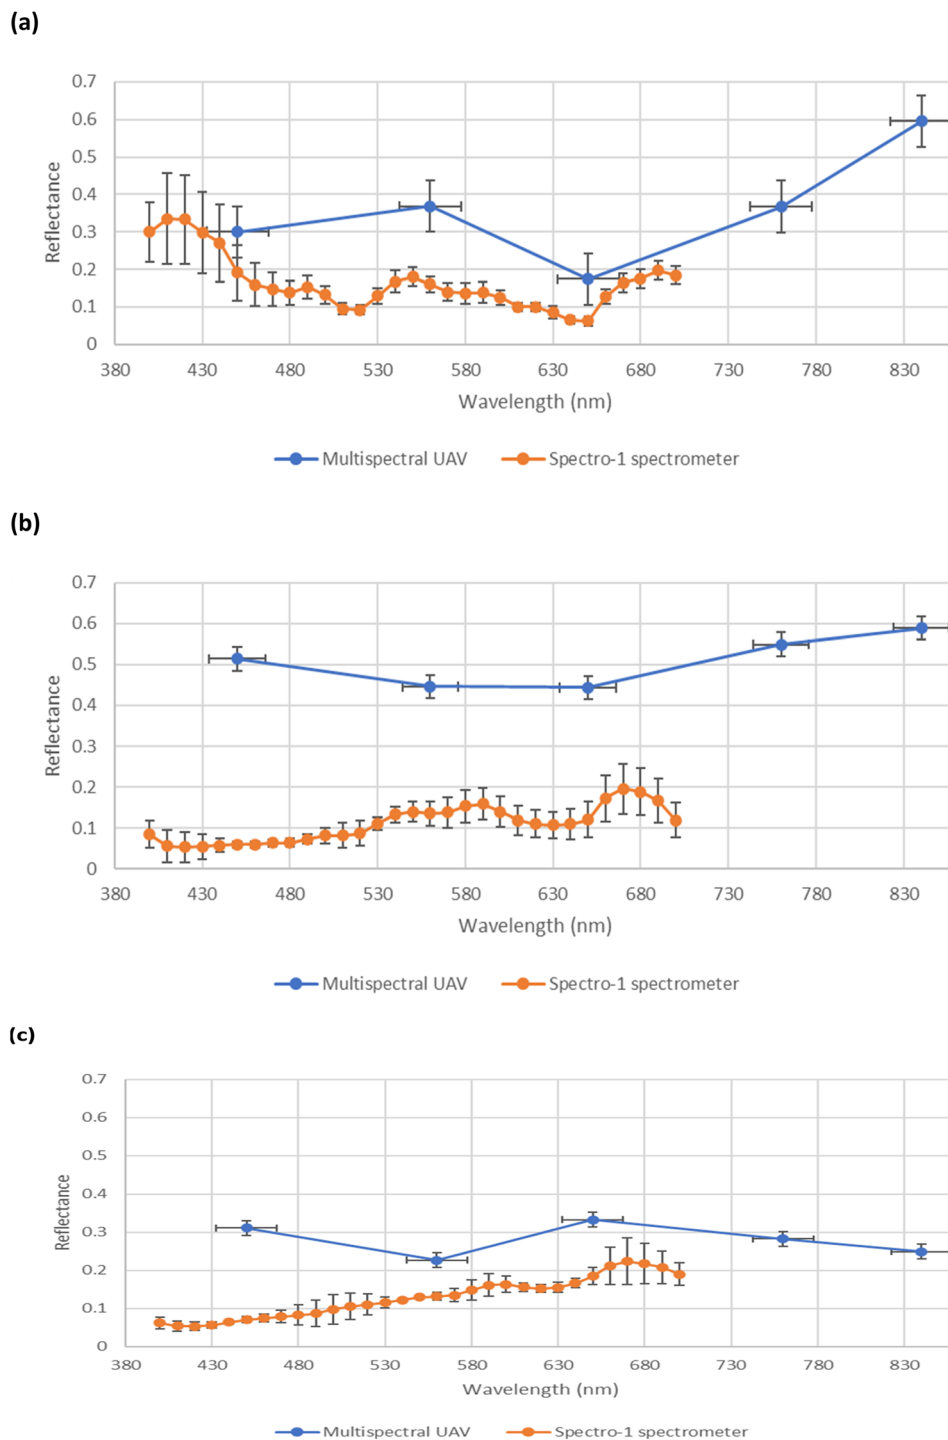 (a)
0.7
0.6
0.5
0.4
0.3
0.2
0.1
0
Reflectance
380 430 480 530 580 630 680 730 780 830
Wavelength (nm)
Multispectral UAV Spectro-1 spectrometer
(b)
0.7
0.6
0.5
0.4
0.3
0.2
0.1
0
Reflectance
380 430 480 530 580 630 680 730 780 830
Wavelength (nm)
Multispectral UAV Spectro-1 spectrometer
(c)
0.7
0.6
0.5
0.4
0.3
0.2
0.1
0
Reflectance
380 430 480 530 580 630 680 730 780 830
Wavelength (nm)
Multispectral UAV Spectro-1 spectrometer